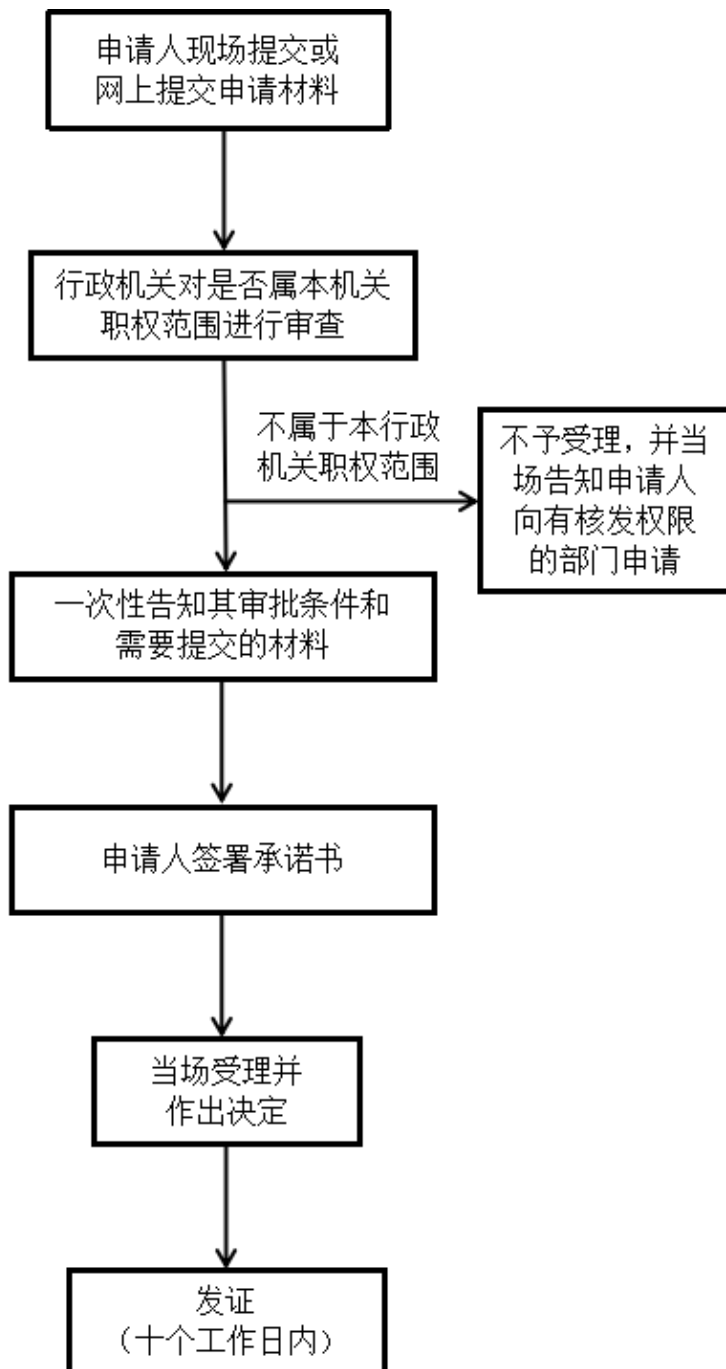 申请人现场提交或
网上提交申请材料
行政机关对是否属本机关
职权范围进行审查
不属于本行政
机关职权范围
不予受理，并当
场告知申请人
向有核发权限
的部门申请
一次性告知其审批条件和
需要提交的材料
申请人签署承诺书
当场受理并
作出决定
发证
（十个工作日内）